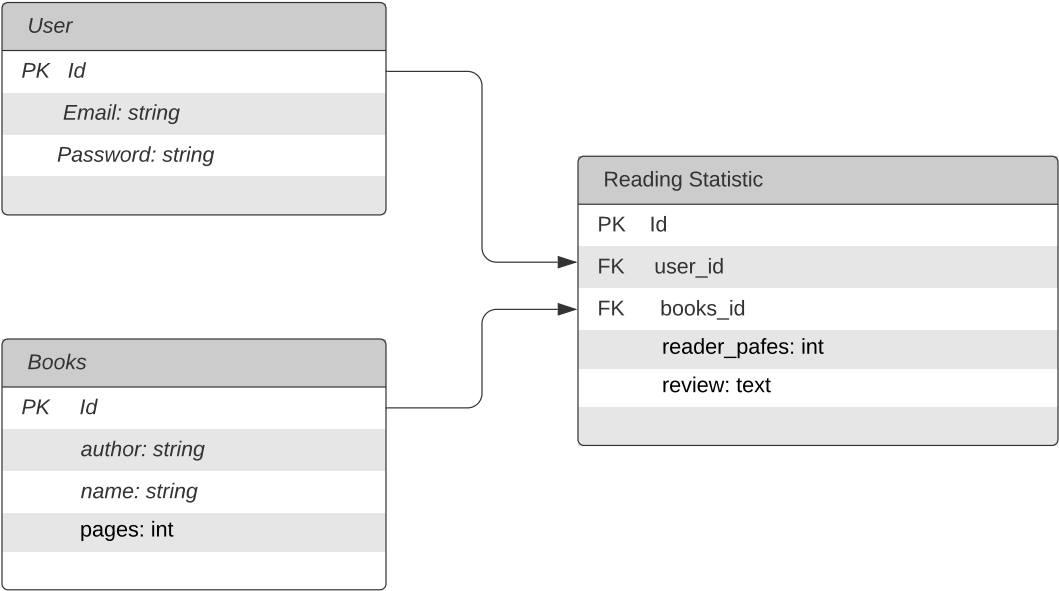 User
PK Id
Email: string
Password: string
Reading Statistic
PK Id
FK user_id
FK books_id
reader_pafes: int
review: text
Books
PK Id
author: string
name: string
pages: int